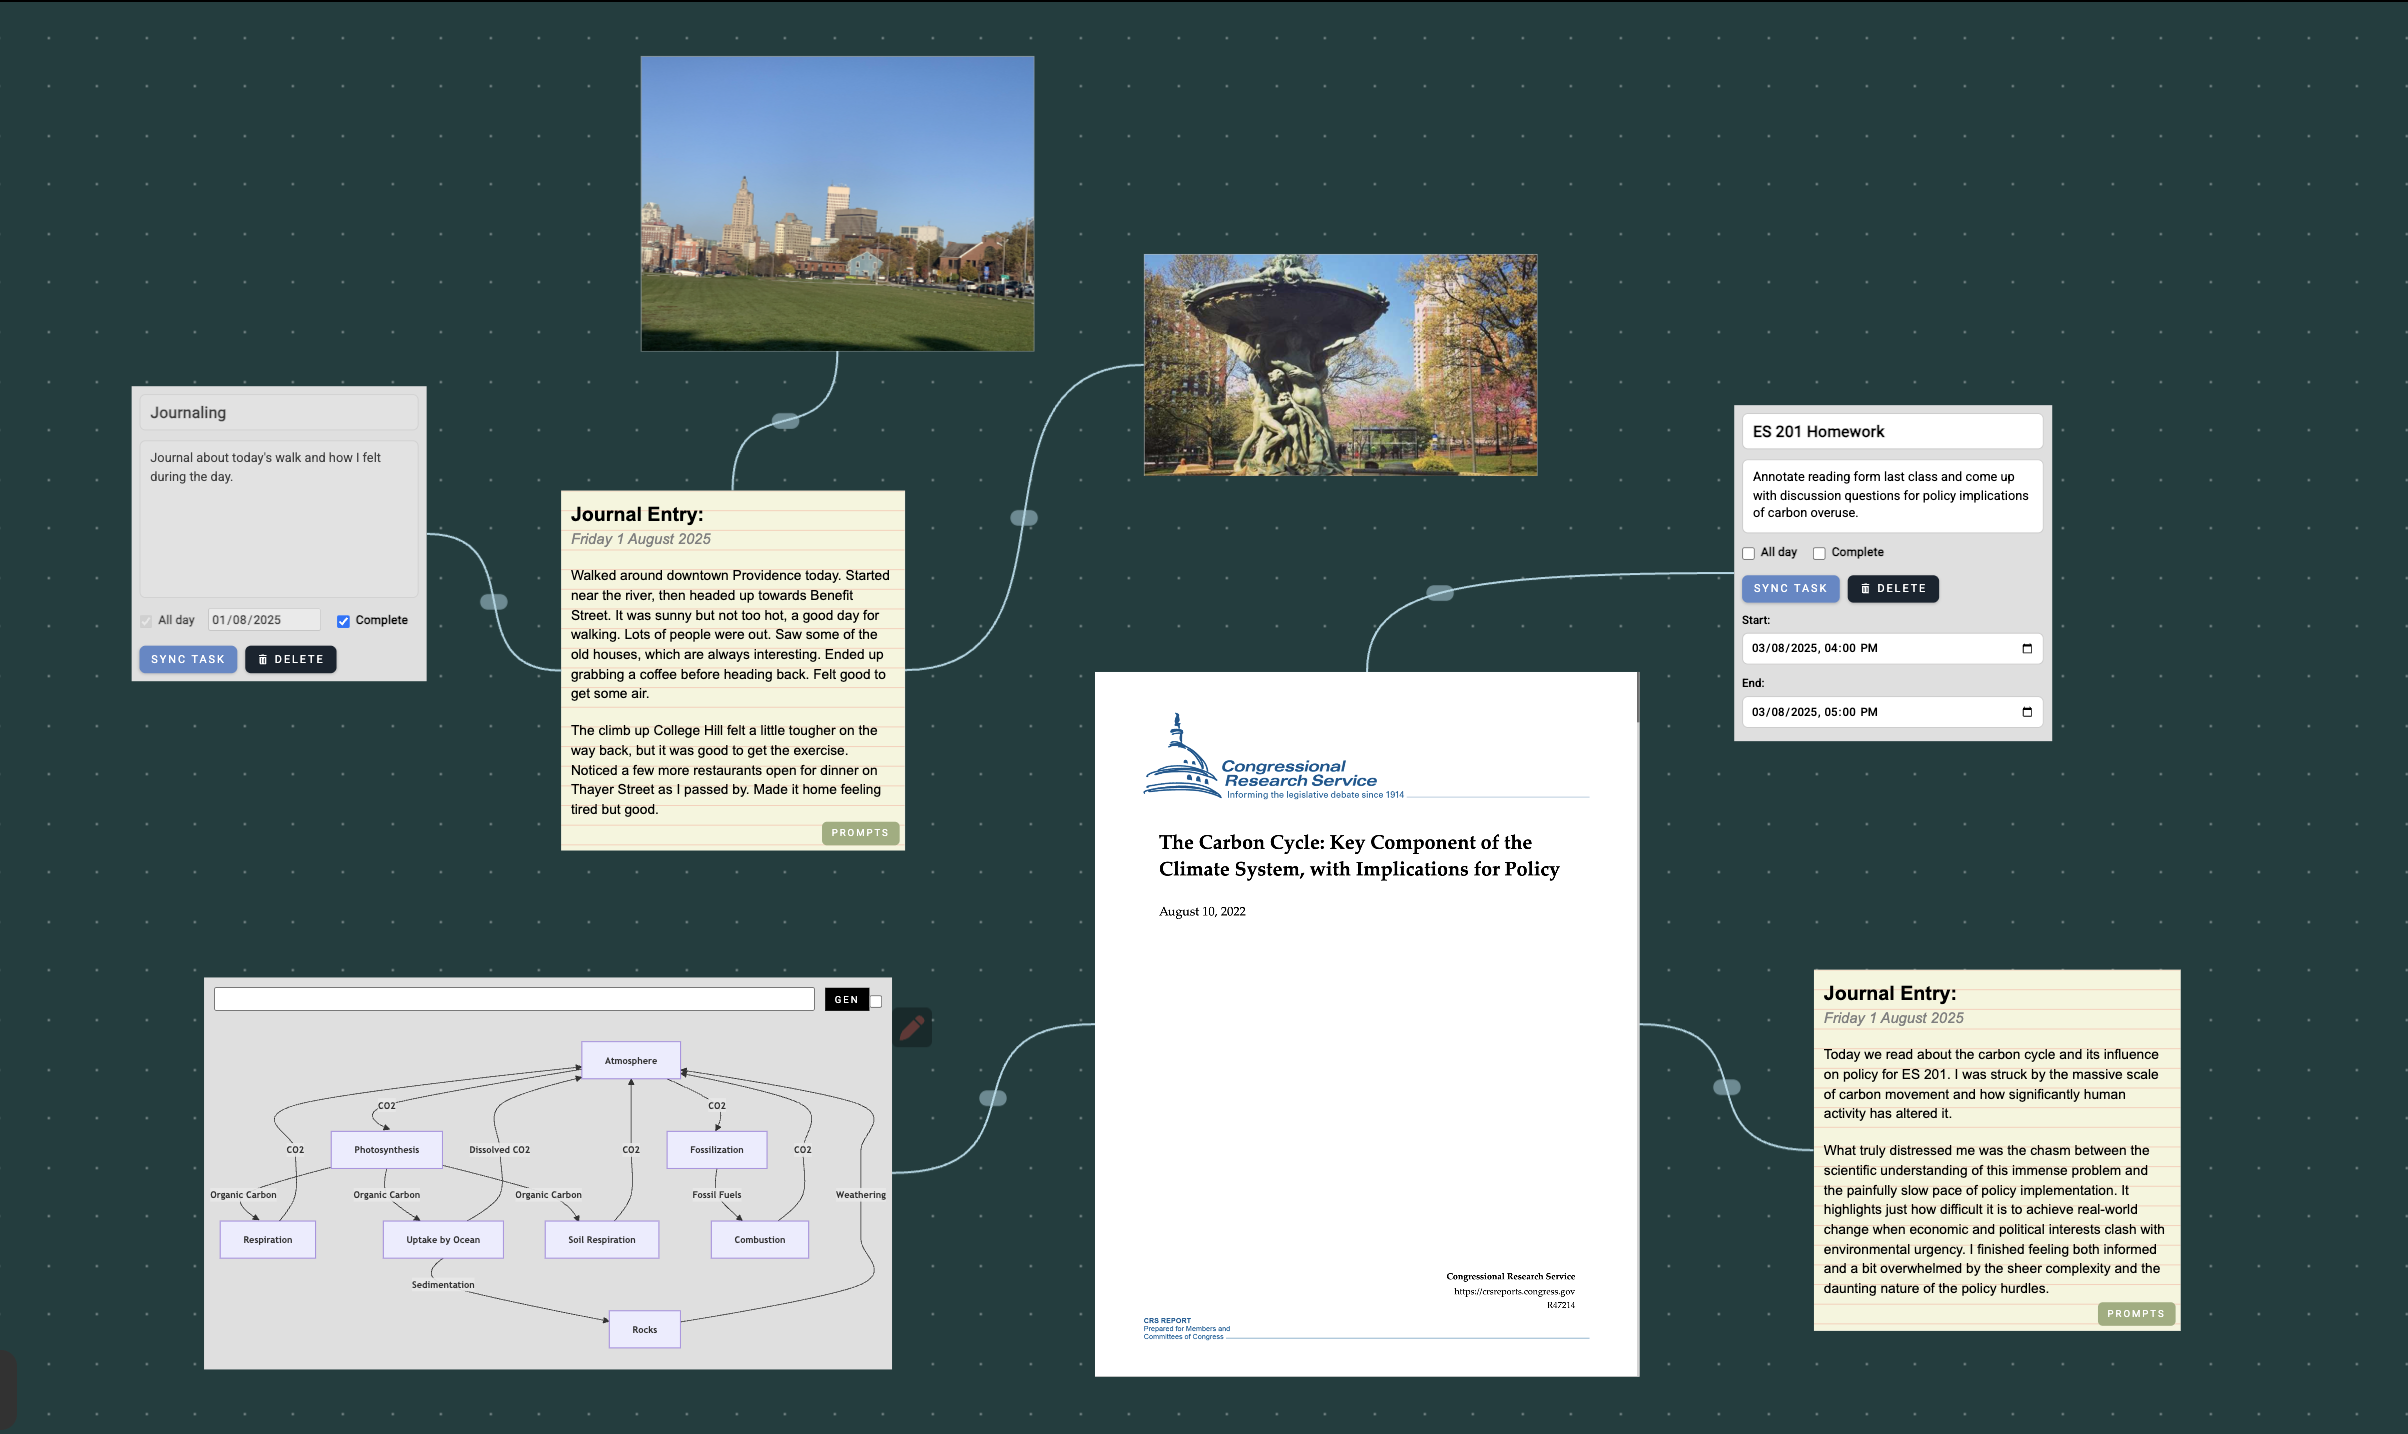 Journaling
Journal about today's walk and how I felt
during the day.
All day
01/08/2025
Complete
SYNC TASK
DELETE
Journal Entry:
Friday 1 August 2025
Walked around downtown Providence today. Started
near the river, then headed up towards Benefit
Street. It was sunny but not too hot, a good day for
walking. Lots of people were out. Saw some of the
old houses, which are always interesting. Ended up
grabbing a coffee before heading back. Felt good to
get some air.
The climb up College Hill felt a little tougher on the
way back, but it was good to get the exercise.
Noticed a few more restaurants open for dinner on
Thayer Street as I passed by. Made it home feeling
tired but good.
PROMPTS
ES 201 Homework
Annotate reading form last class and come up
with discussion questions for policy implications
of carbon overuse.
All day
Complete
SYNC TASK
DELETE
Start:
03/08/2025, 04:00 PM
End:
03/08/2025, 05:00 PM
Congressional
Research Service
Informing the legislative debate since 1914
The Carbon Cycle: Key Component of the
Climate System, with Implications for Policy
August 10, 2022
Congressional Research Service
https://crsreports.congress.gov
R47214
CRS REPORT
Prepared for Members and
Committees of Congress
GEN
Atmosphere
CO2
CO2
Photosynthesis
Fossilization
CO2
Dissolved CO2
CO2
CO2
Organic Carbon
Organic Carbon
Organic Carbon
Fossil Fuels
Weathering
Respiration
Uptake by Ocean
Soil Respiration
Combustion
Sedimentation
Rocks
Journal Entry:
Friday 1 August 2025
Today we read about the carbon cycle and its influence
on policy for ES 201. I was struck by the massive scale
of carbon movement and how significantly human
activity has altered it.
What truly distressed me was the chasm between the
scientific understanding of this immense problem and
the painfully slow pace of policy implementation. It
highlights just how difficult it is to achieve real-world
change when economic and political interests clash with
environmental urgency. I finished feeling both informed
and a bit overwhelmed by the sheer complexity and the
daunting nature of the policy hurdles.
PROMPTS